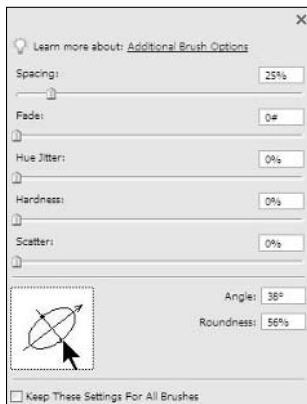 Learn more about: Additional Brush Options
Spacing: 25%
Fade: 0#
Hue Jitter: 0%
Hardness: 0%
Scatter: 0%
Angle: 38º
Roundness: 56%
Keep These Settings For All Brushes